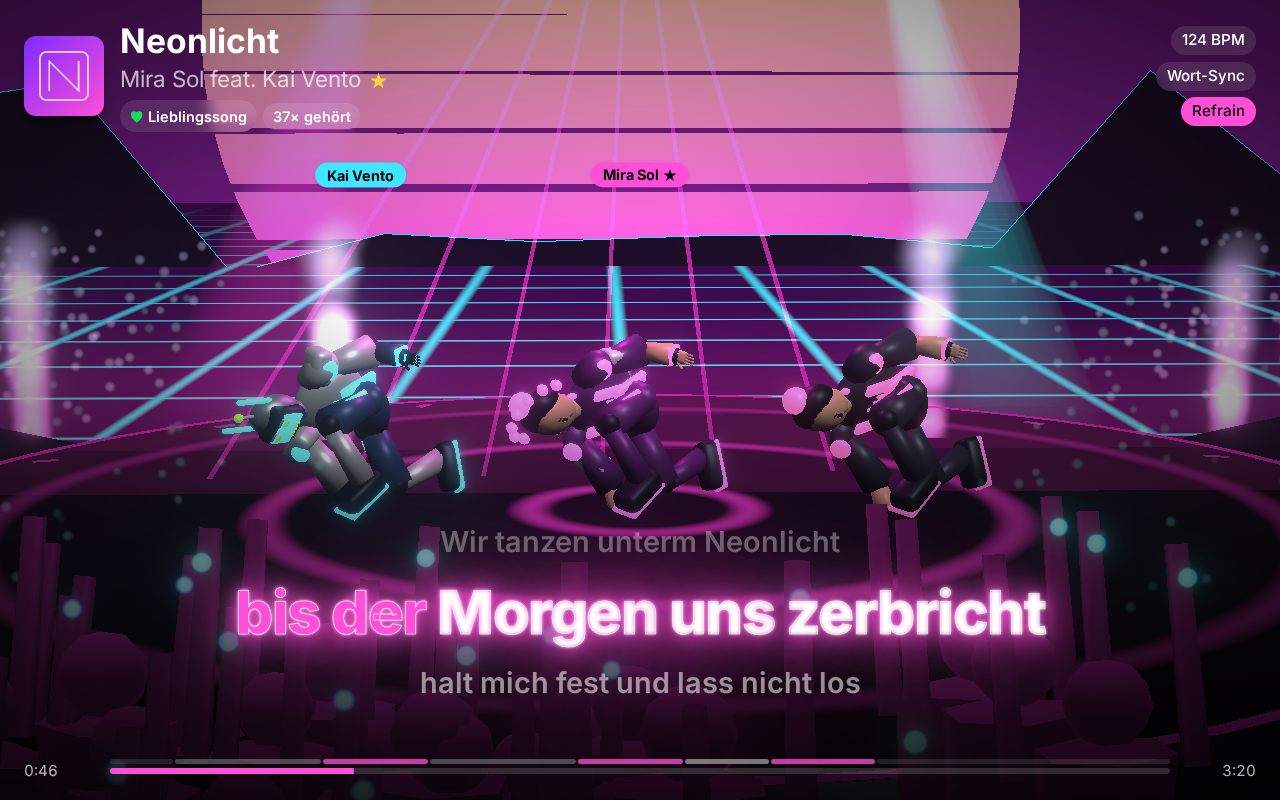 N
Neonlicht
Mira Sol feat. Kai Vento ★
Lieblingssong
37× gehört
124 BPM
Wort-Sync
Refrain
Kai Vento
Mira Sol ★
Wir tanzen unterm Neonlicht
bis der Morgen uns zerbricht
halt mich fest und lass nicht los
0:46
3:20